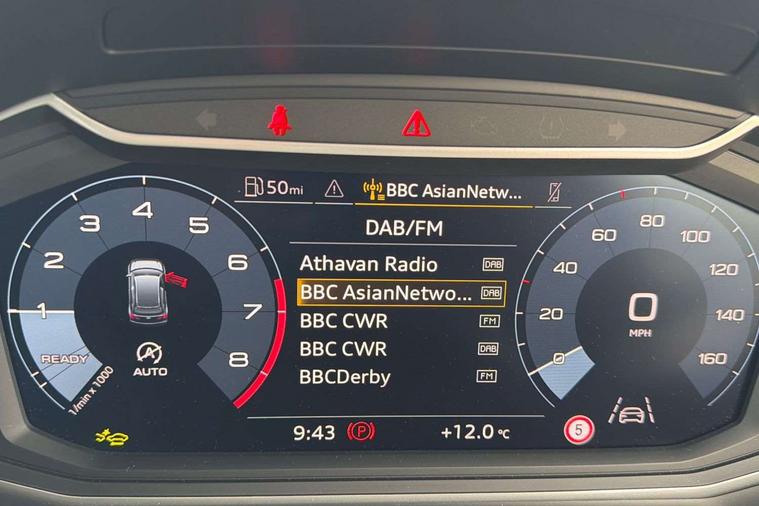 50mi
BBC AsianNetw...
DAB/FM
Athavan Radio DAB
BBC AsianNetwo... DAB
BBC CWR FM
BBC CWR DAB
BBCDerby FM
9:43 P +12.0 °C
1 2 3 4 5 6 7 8
READY
1/min x 1000
AUTO
0 20 40 60 80 100 120 140 160
0
MPH
5